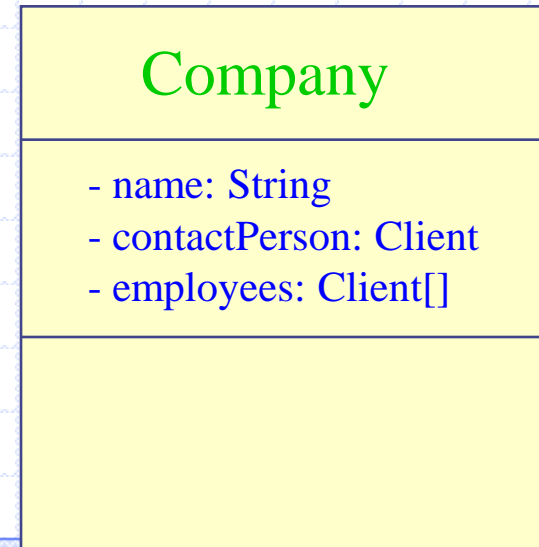 Company
- name: String
- contactPerson: Client
- employees: Client[]